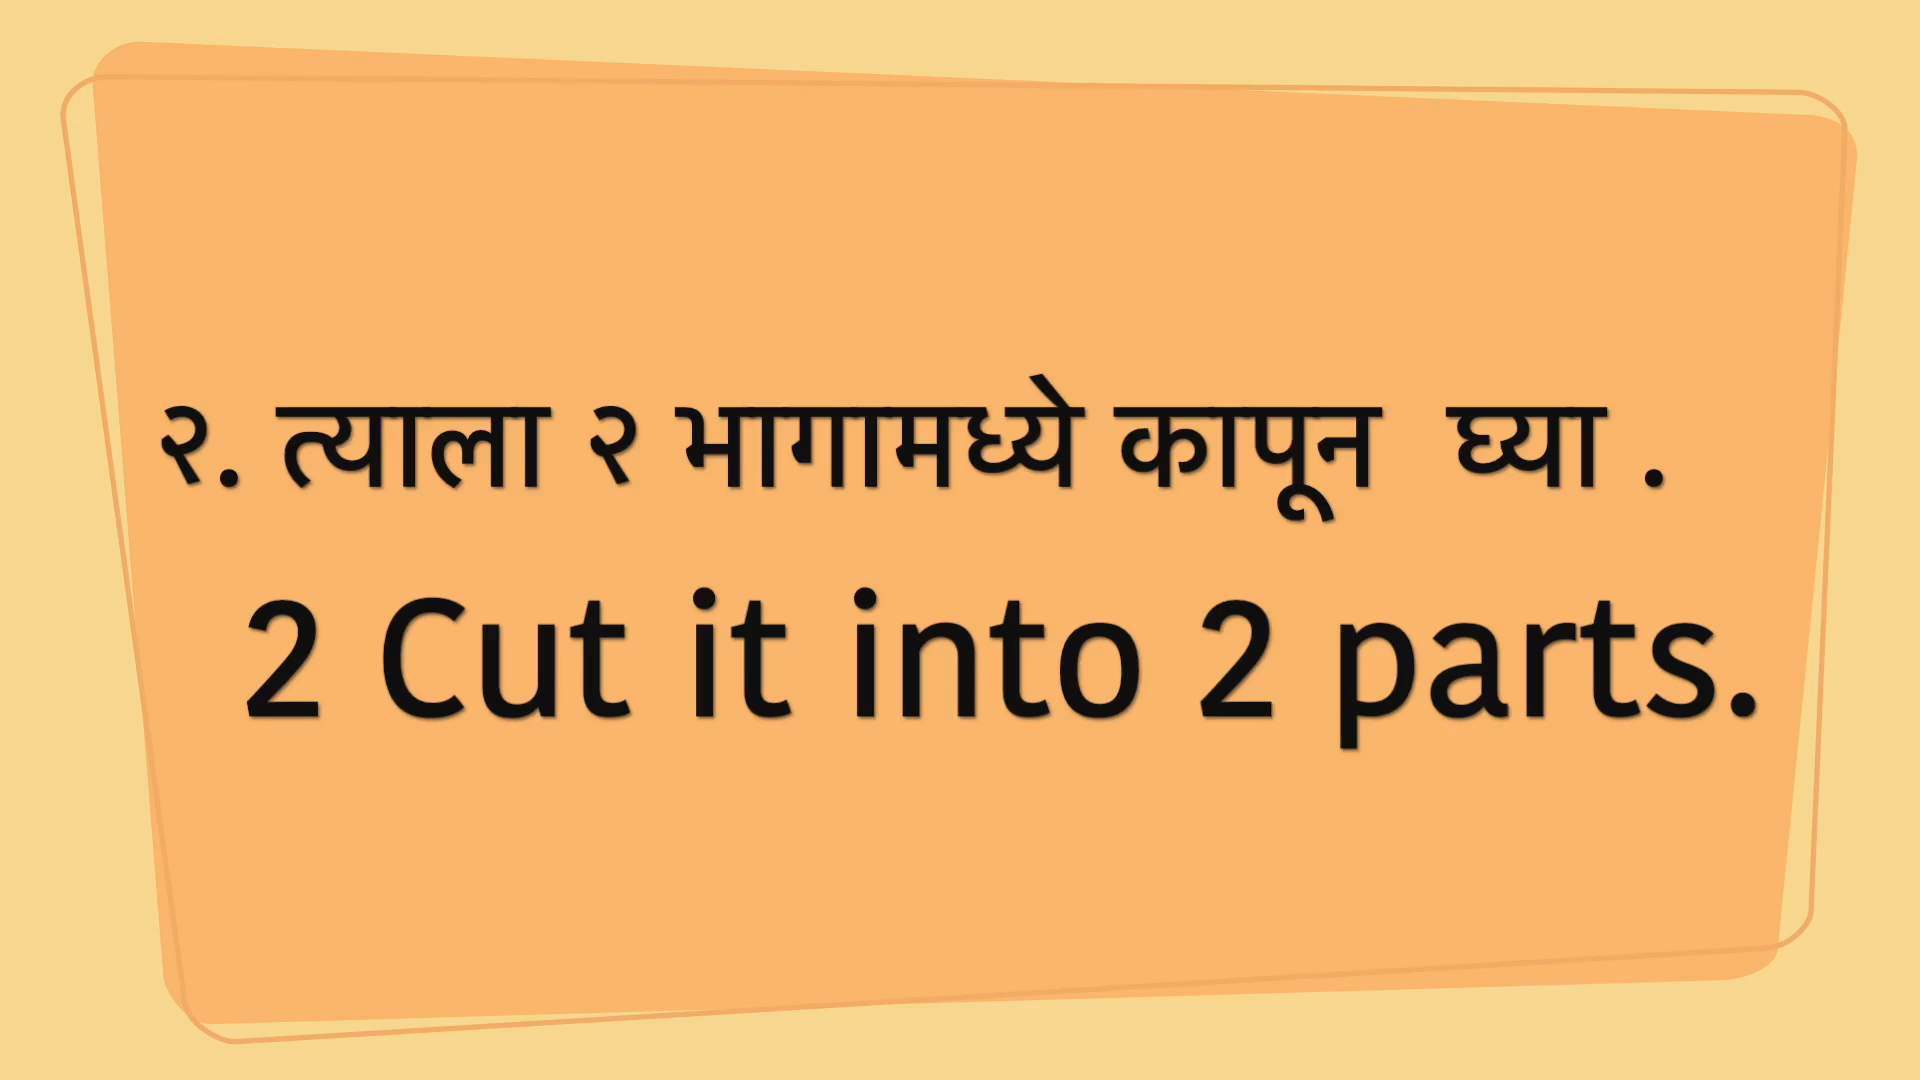 २. त्याला २ भागामध्ये कापून घ्या .
2 Cut it into 2 parts.